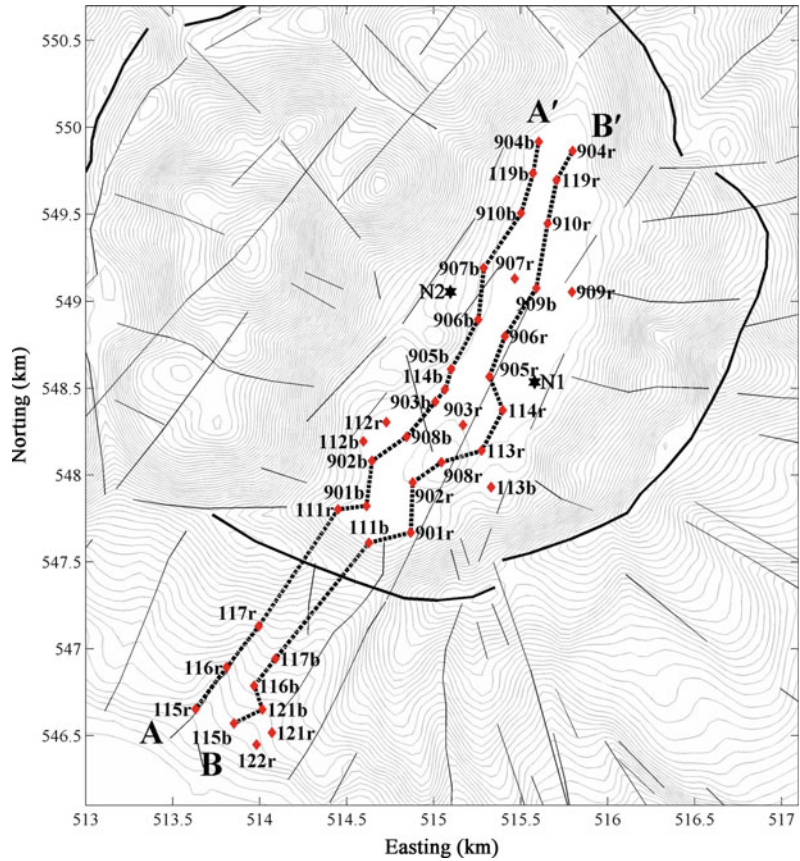 550.5
550
549.5
549
548.5
548
547.5
547
546.5
Norting (km)
513
513.5
514
514.5
515
515.5
516
516.5
517
Easting (km)
A′
B′
904b
904r
119b
119r
910b
910r
907b
907r
N2
909b
909r
906b
906r
905b
905r
N1
114b
114r
903b
903r
112r
112b
908b
113r
902b
908r
902r
113b
901b
111r
111b
901r
117r
117b
116r
116b
115r
121b
115b
121r
122r
A
B